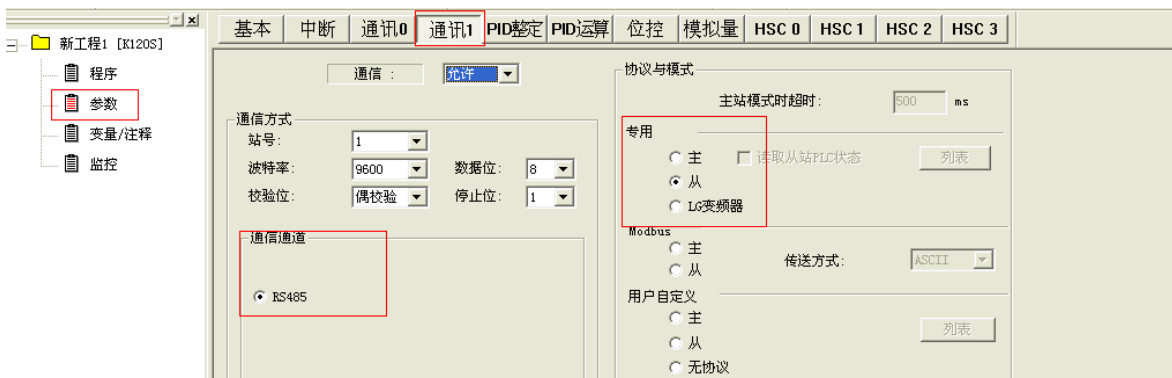 新工程1 [K120S]
程序
参数
变量/注释
监控
基本 中断 通讯0 通讯1 PID整定 PID运算 位控 模拟量 HSC 0 HSC 1 HSC 2 HSC 3
通信 : 允许
通信方式
站号: 1
波特率: 9600 数据位: 8
校验位: 偶校验 停止位: 1
通信通道
RS485
协议与模式
主站模式时超时: 500 ms
专用
主 读取从站PLC状态 列表
从
LG变频器
Modbus
主
从
传送方式: ASCII
用户自定义
主
从
列表
无协议